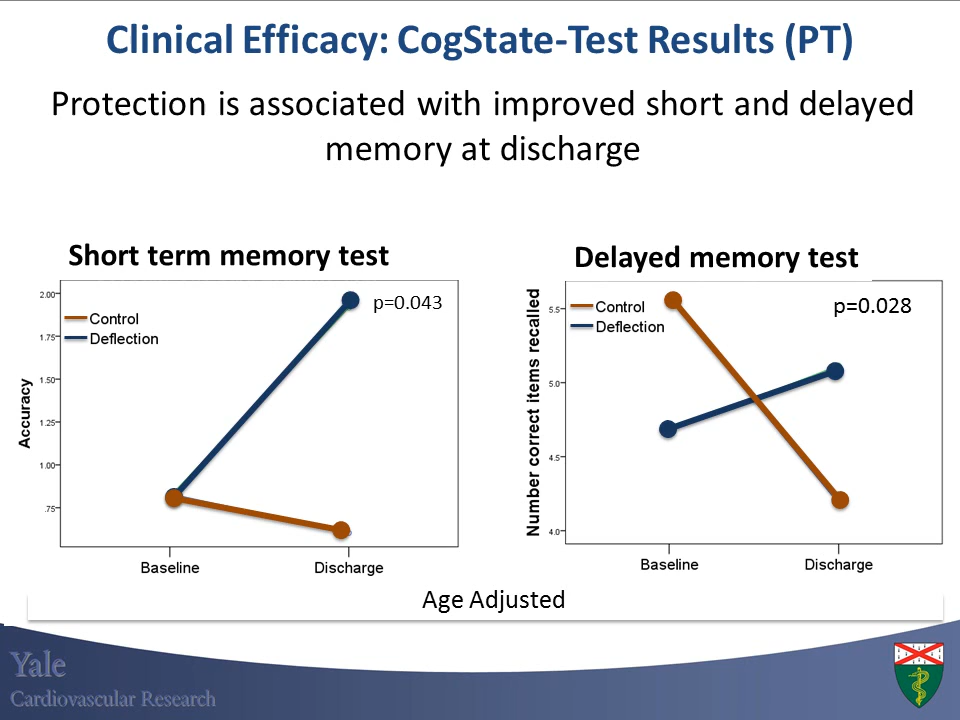 Clinical Efficacy: CogState-Test Results (PT)
Protection is associated with improved short and delayed
memory at discharge
Short term memory test
2.00
1.75
1.50
1.25
1.00
.75
Accuracy
Control
Deflection
p=0.043
Baseline
Discharge
Delayed memory test
5.5
5.0
4.5
4.0
Number correct items recalled
Control
Deflection
p=0.028
Baseline
Discharge
Age Adjusted
Yale
Cardiovascular Research